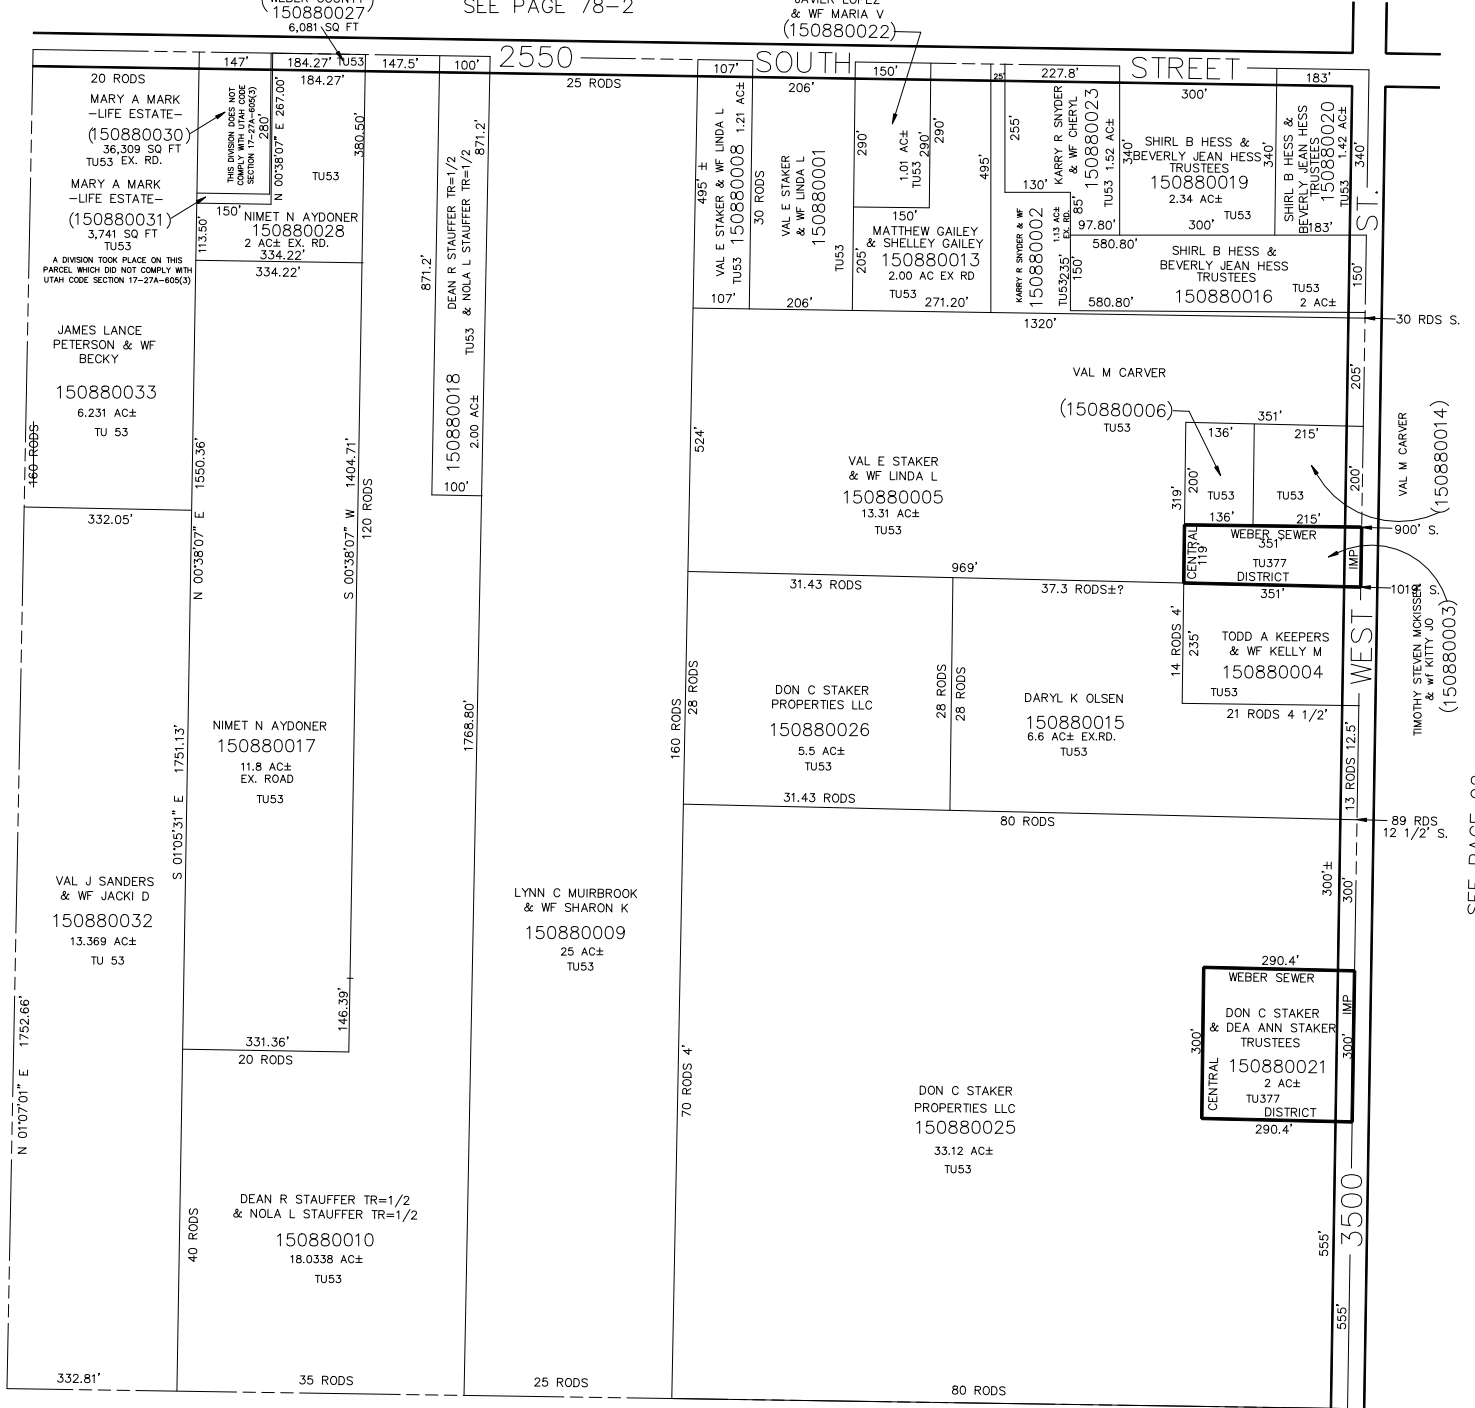 (WEBER COUNTY)
(150880027)
6,081 SQ FT
SEE PAGE 78-2
JAVIER LOPEZ
& WF MARIA V
(150880022)
2550 SOUTH STREET
20 RODS
147'
184.27'
TU53
147.5'
100'
184.27'
25 RODS
107'
206'
150'
25'
227.8'
300'
183'
MARY A MARK
-LIFE ESTATE-
(150880030)
36,309 SQ FT
TU53 EX. RD.
MARY A MARK
-LIFE ESTATE-
(150880031)
3,741 SQ FT
TU53
A DIVISION TOOK PLACE ON THIS
PARCEL WHICH DID NOT COMPLY WITH
UTAH CODE SECTION 17-27A-605(3)
THIS DIVISION DOES NOT
COMPLY WITH UTAH CODE
SECTION 17-27A-605(3)
280'
N 00°38'07" E 267.00'
380.50'
TU53
150'
113.50'
NIMET N AYDONER
150880028
2 AC± EX. RD.
334.22'
334.22'
JAMES LANCE
PETERSON & WF
BECKY
150880033
6.231 AC±
TU 53
160 RODS
332.05'
N 00°38'07" E 1550.36'
S 00°38'07" W 1404.71'
120 RODS
871.2'
871.2'
DEAN R STAUFFER TR=1/2
& NOLA L STAUFFER TR=1/2
TU53
150880018
2.00 AC±
100'
495' ±
VAL E STAKER & WF LINDA L
TU53 150880008 1.21 AC±
107'
30 RODS
VAL E STAKER
& WF LINDA L
150880001
TU53
206'
290'
1.01 AC±
TU53
290'
290'
150'
MATTHEW GAILEY
& SHELLEY GAILEY
150880013
2.00 AC EX RD
TU53
205'
271.20'
495'
255'
130'
KARRY R SNYDER & WF
150880002
1.13 AC±
EX. RD.
TU53
235'
KARRY R SNYDER
& WF CHERYL
150880023
TU53 1.52 AC±
85'
97.80'
150'
340'
SHIRL B HESS &
BEVERLY JEAN HESS
TRUSTEES
150880019
2.34 AC±
TU53
300'
340'
SHIRL B HESS &
BEVERLY JEAN HESS
TRUSTEES
150880020
TU53 1.42 AC±
340'
183'
580.80'
SHIRL B HESS &
BEVERLY JEAN HESS
TRUSTEES
150880016
TU53
2 AC±
580.80'
150'
ST.
1320'
30 RDS S.
VAL M CARVER
(150880006)
TU53
205'
351'
136'
215'
200'
TU53
TU53
200'
136'
215'
319'
VAL M CARVER
(150880014)
524'
VAL E STAKER
& WF LINDA L
150880005
13.31 AC±
TU53
900' S.
WEBER SEWER
351'
CENTRAL
119'
TU377
DISTRICT
IMP
351'
1019' S.
TIMOTHY STEVEN MCKISSER
& wf KITTY JO
(150880003)
969'
31.43 RODS
37.3 RODS±?
14 RODS 4'
235'
TODD A KEEPERS
& WF KELLY M
150880004
TU53
21 RODS 4 1/2'
WEST
28 RODS
DON C STAKER
PROPERTIES LLC
150880026
5.5 AC±
TU53
28 RODS
28 RODS
DARYL K OLSEN
150880015
6.6 AC± EX.RD.
TU53
13 RODS 12.5'
31.43 RODS
80 RODS
89 RDS
12 1/2' S.
160 RODS
1768.80'
NIMET N AYDONER
150880017
11.8 AC±
EX. ROAD
TU53
S 01°05'31" E 1751.13'
VAL J SANDERS
& WF JACKI D
150880032
13.369 AC±
TU 53
N 01°07'01" E 1752.66'
LYNN C MUIRBROOK
& WF SHARON K
150880009
25 AC±
TU53
300'±
300'
146.39'
331.36'
20 RODS
290.4'
WEBER SEWER
DON C STAKER
& DEA ANN STAKER
TRUSTEES
150880021
2 AC±
TU377
DISTRICT
CENTRAL
IMP
300'
300'
290.4'
70 RODS 4'
DON C STAKER
PROPERTIES LLC
150880025
33.12 AC±
TU53
3500
DEAN R STAUFFER TR=1/2
& NOLA L STAUFFER TR=1/2
150880010
18.0338 AC±
TU53
40 RODS
555'
555'
332.81'
35 RODS
25 RODS
80 RODS